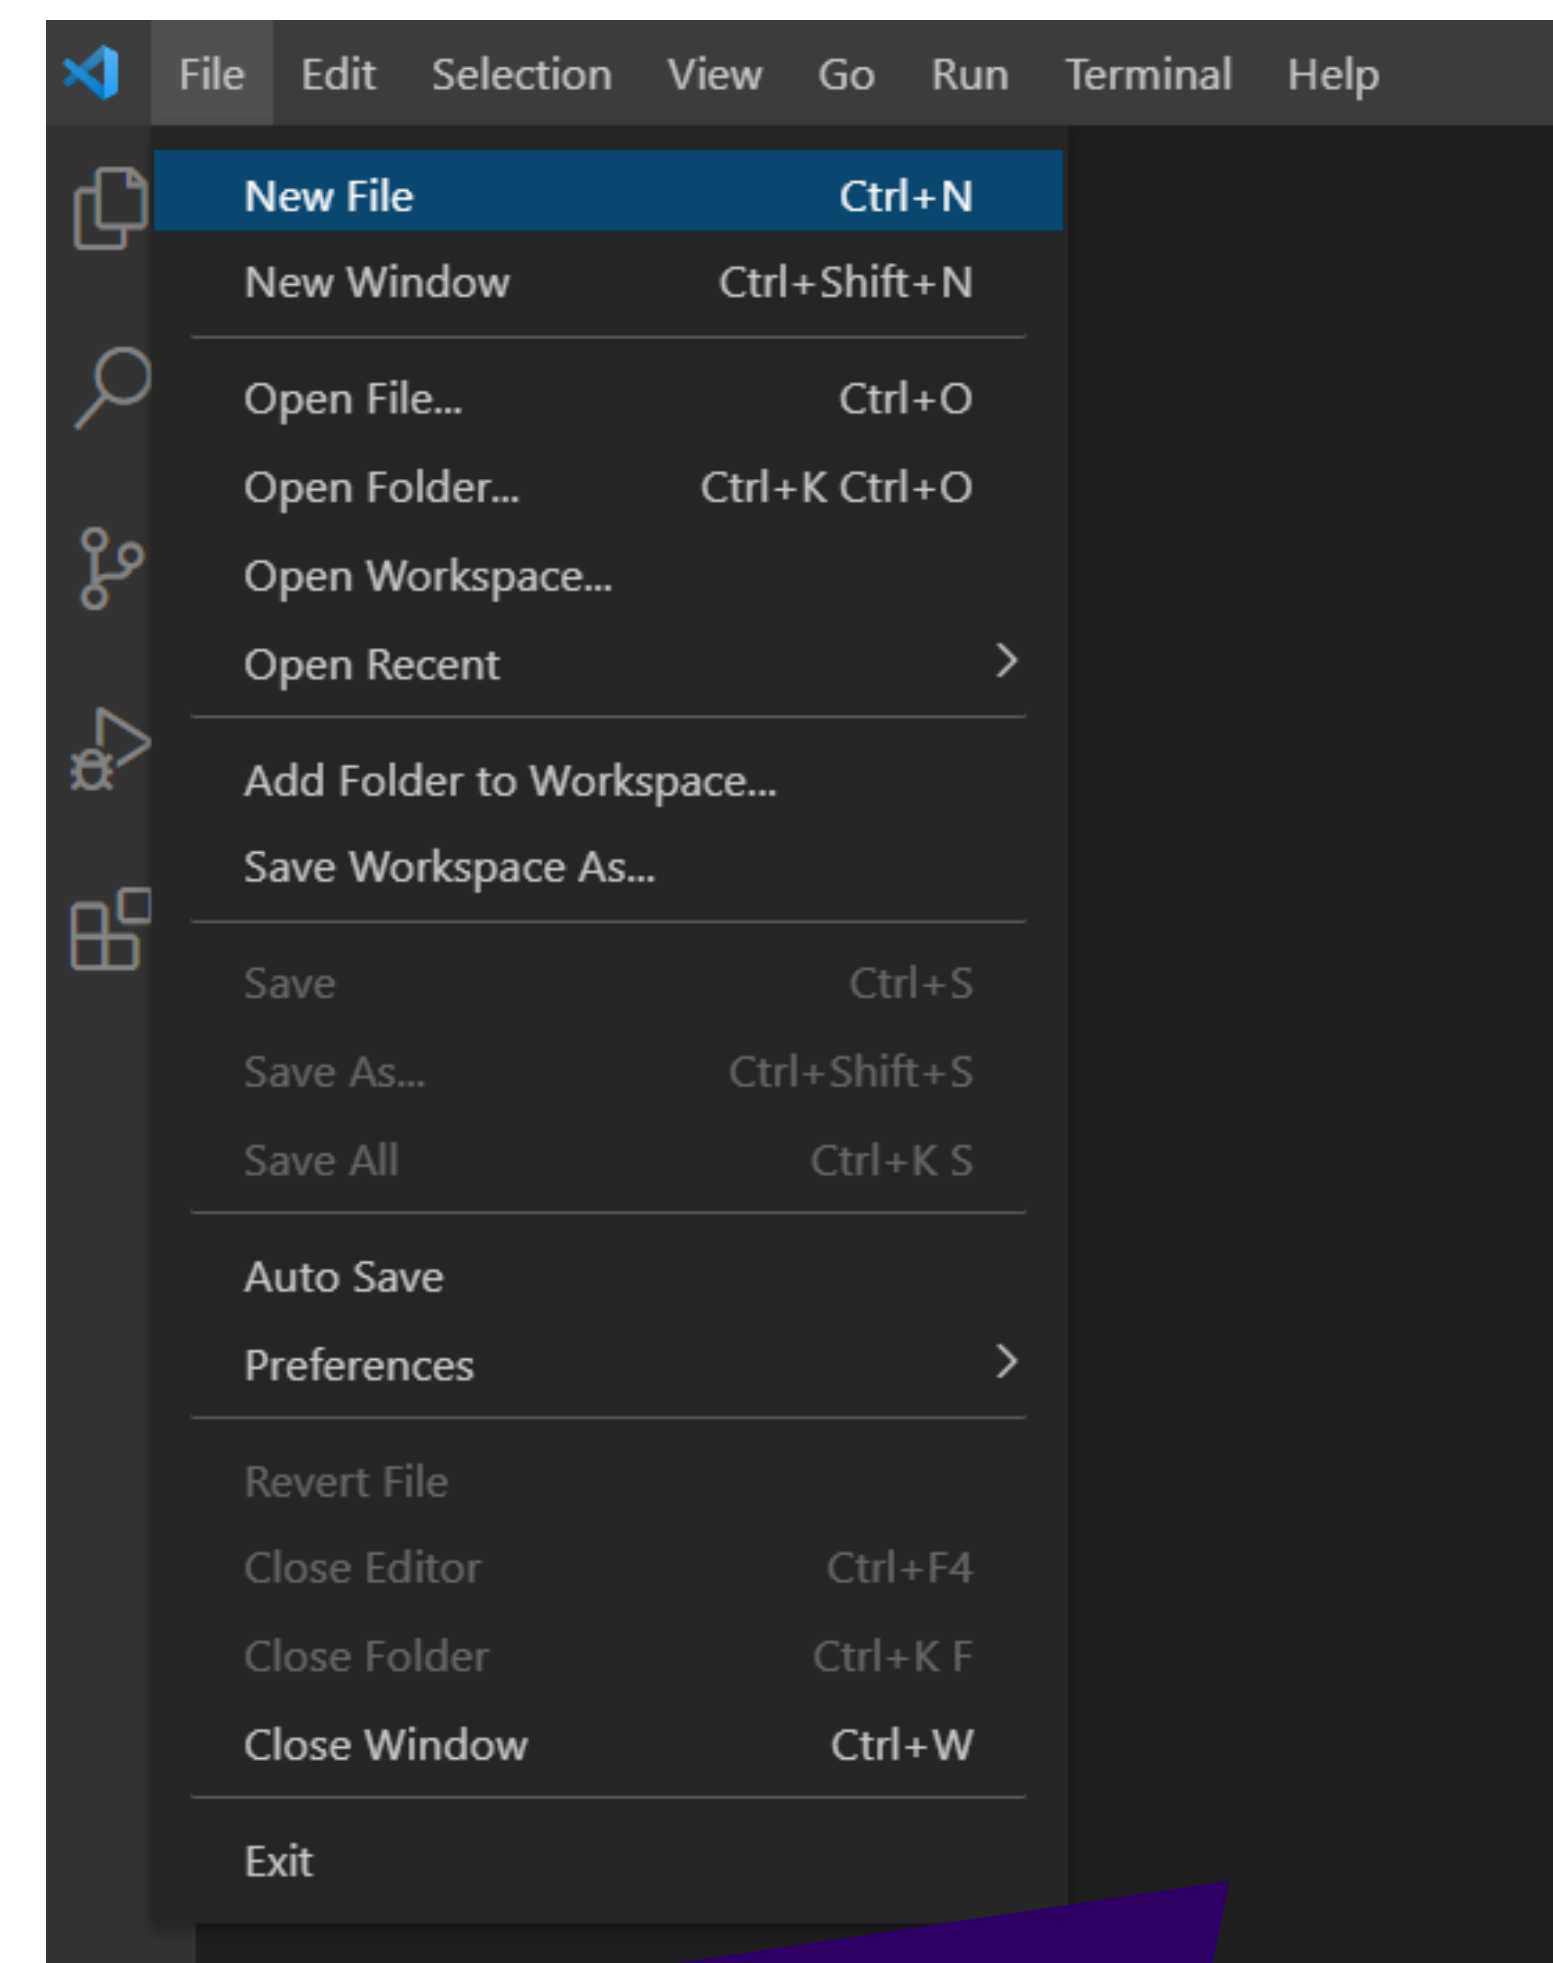 File Edit Selection View Go Run Terminal Help
New File Ctrl+N
New Window Ctrl+Shift+N
Open File... Ctrl+O
Open Folder... Ctrl+K Ctrl+O
Open Workspace...
Open Recent
Add Folder to Workspace...
Save Workspace As...
Save Ctrl+S
Save As... Ctrl+Shift+S
Save All Ctrl+K S
Auto Save
Preferences
Revert File
Close Editor Ctrl+F4
Close Folder Ctrl+K F
Close Window Ctrl+W
Exit